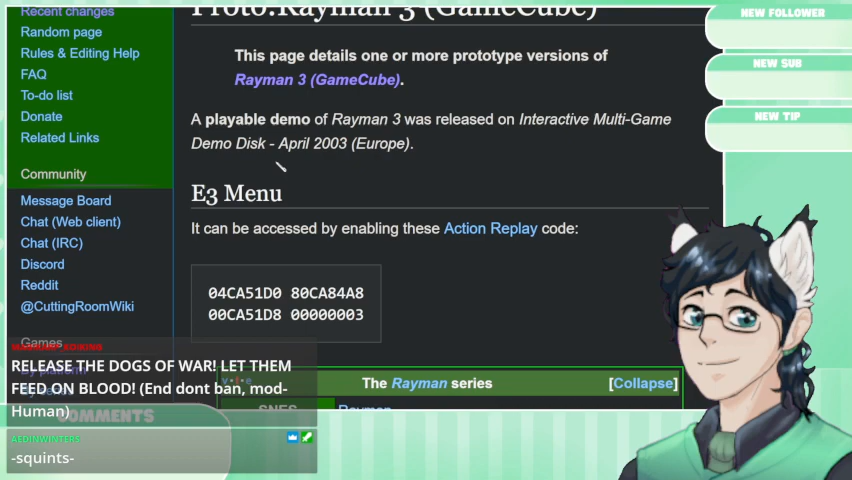 Recent changes
Random page
Rules & Editing Help
FAQ
To-do list
Donate
Related Links
Community
Message Board
Chat (Web client)
Chat (IRC)
Discord
Reddit
@CuttingRoomWiki
Games
Proto:Rayman 3 (GameCube)
This page details one or more prototype versions of
Rayman 3 (GameCube).
A playable demo of Rayman 3 was released on Interactive Multi-Game
Demo Disk - April 2003 (Europe).
E3 Menu
It can be accessed by enabling these Action Replay code:
04CA51D0 80CA84A8
00CA51D8 00000003
v·t·e
The Rayman series
[Collapse]
SNES
Rayman
RELEASE THE DOGS OF WAR! LET THEM
FEED ON BLOOD! (End dont ban, mod-
Human)
COMMENTS
AEDINWINTERS
-squints-
NEW FOLLOWER
NEW SUB
NEW TIP